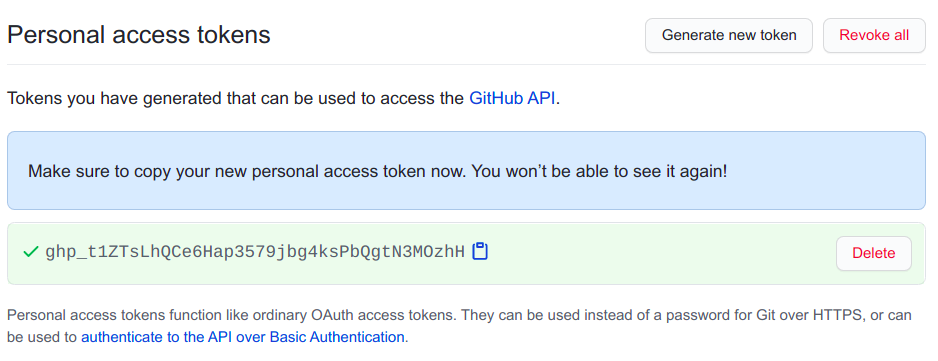 Personal access tokens
Generate new token
Revoke all
Tokens you have generated that can be used to access the GitHub API.
Make sure to copy your new personal access token now. You won’t be able to see it again!
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
Delete
Personal access tokens function like ordinary OAuth access tokens. They can be used instead of a password for Git over HTTPS, or can
be used to authenticate to the API over Basic Authentication.